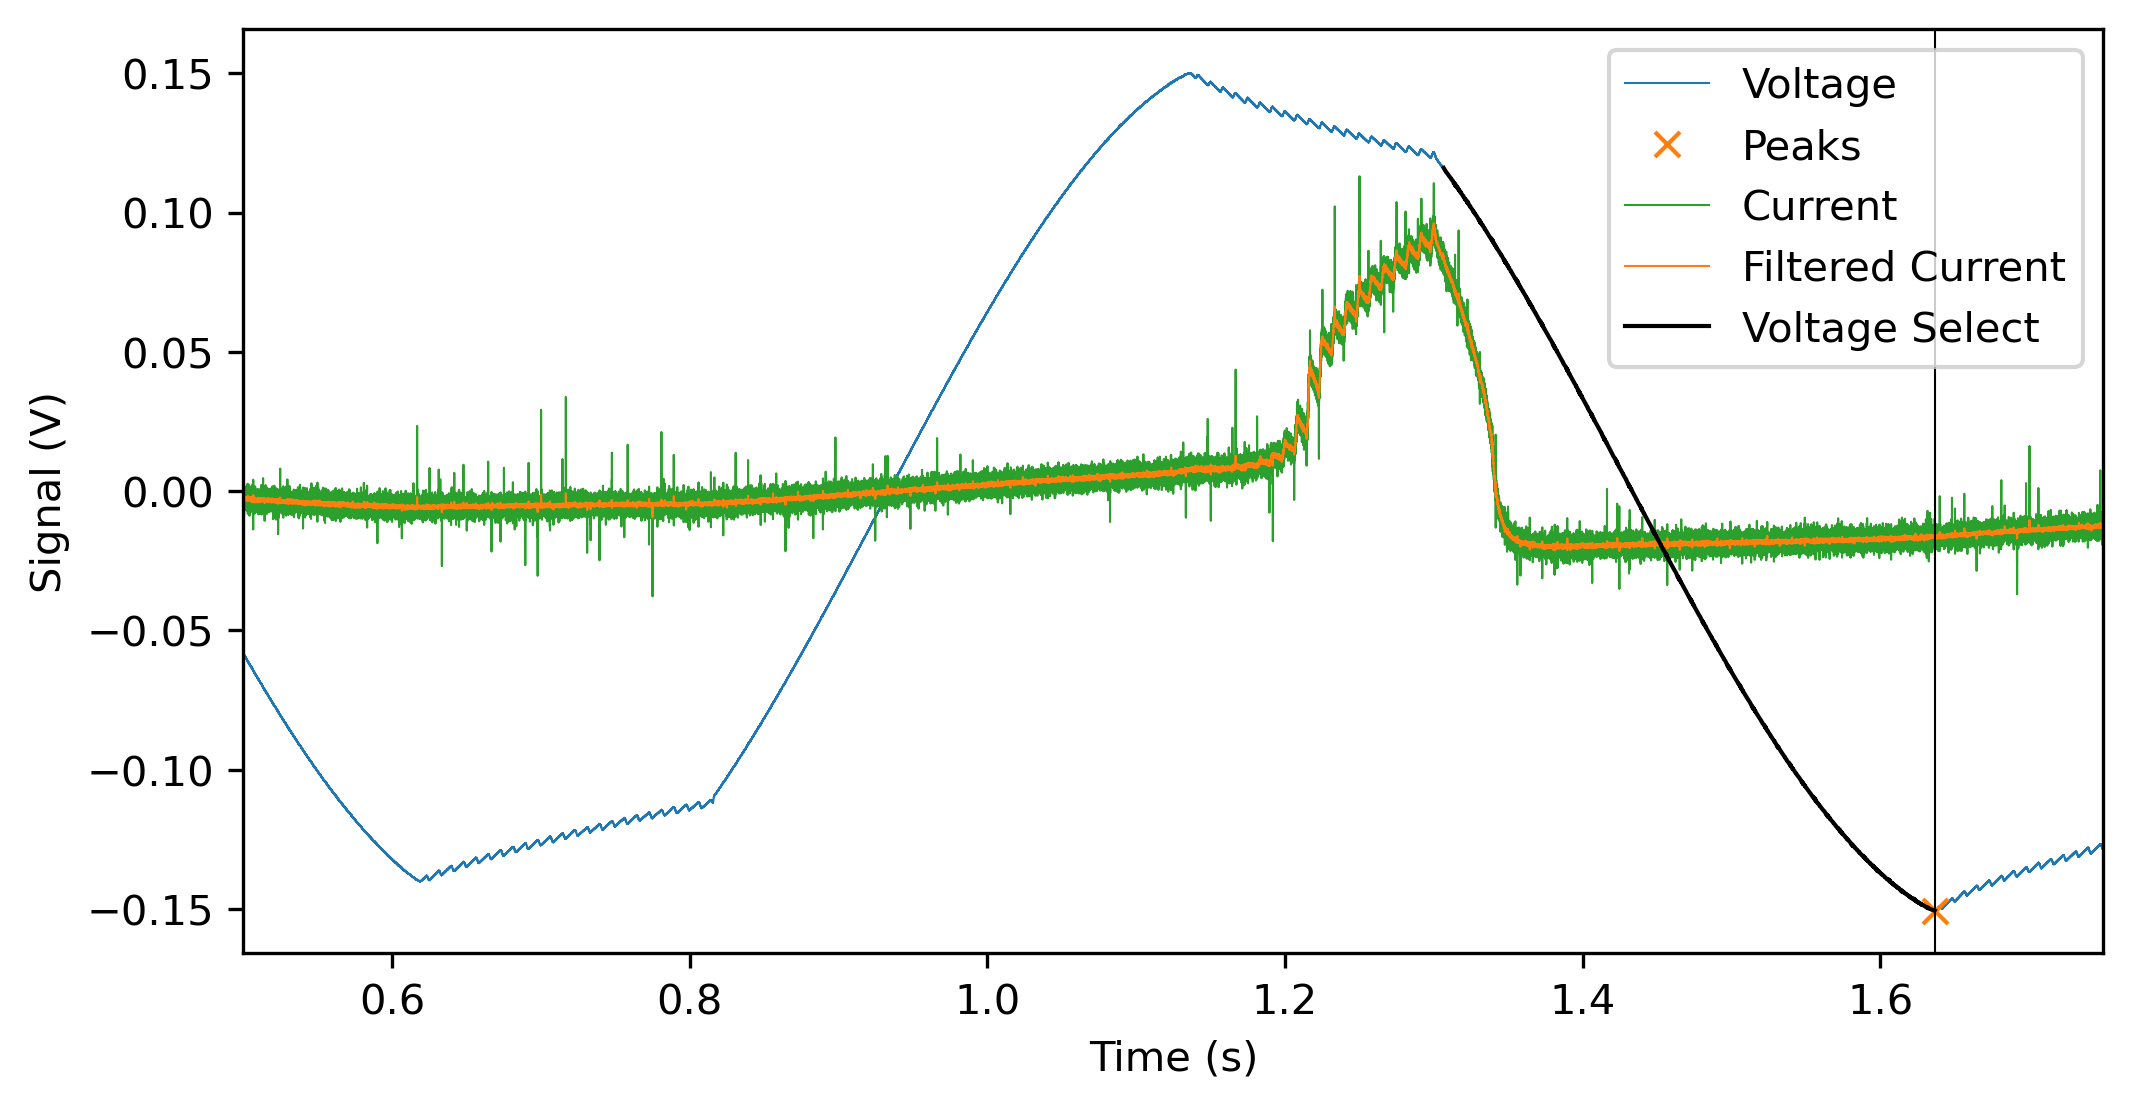 0.15
0.10
0.05
0.00
−0.05
−0.10
−0.15
Signal (V)
0.6 0.8 1.0 1.2 1.4 1.6
Time (s)
Voltage
Peaks
Current
Filtered Current
Voltage Select